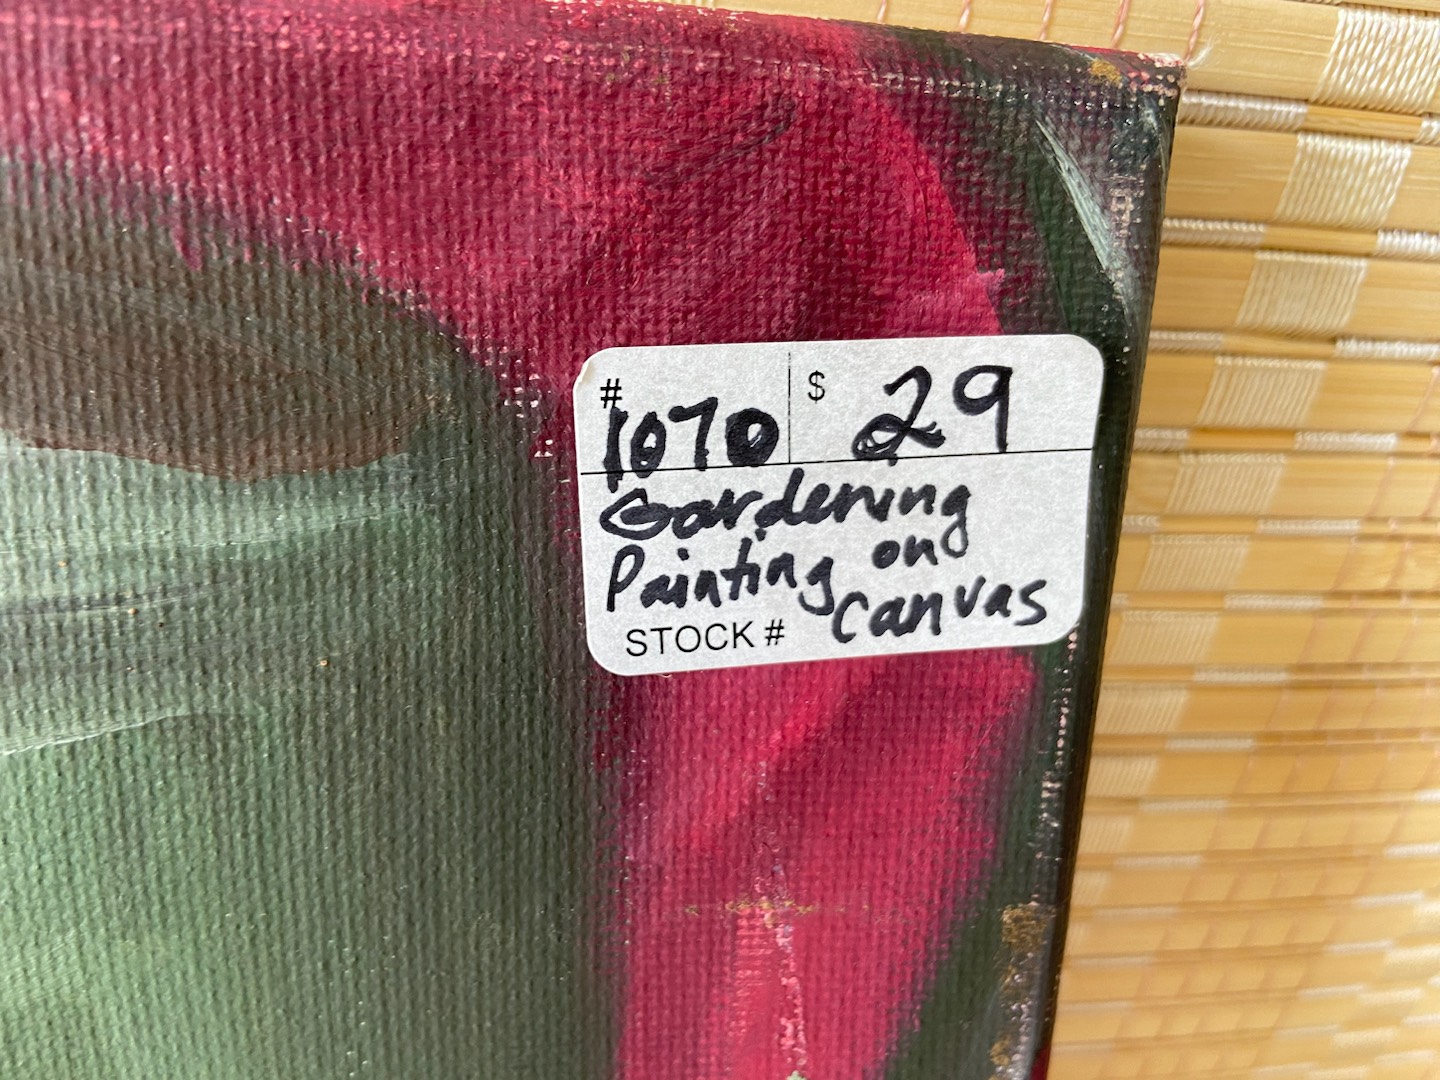 # $
1070 29
Gardening
Painting on
canvas
STOCK #